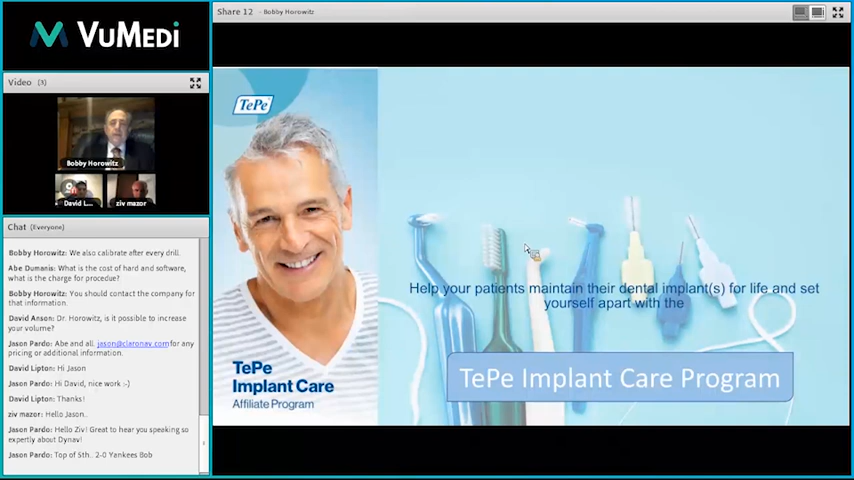 VuMedi
Share 12 - Bobby Horowitz
Video (3)
Bobby Horowitz
David L...
ziv mazor
Chat (Everyone)
Bobby Horowitz: We also calibrate after every drill.
Abe Dumanis: What is the cost of hard and software,
what is the charge for procedue?
Bobby Horowitz: You should contact the company for
that information.
David Anson: Dr. Horowitz, is it possible to increase
your volume?
Jason Pardo: Abe and all. jason@claronav.comfor any
pricing or additional information.
David Lipton: Hi Jason
Jason Pardo: Hi David, nice work :-)
David Lipton: Thanks!
ziv mazor: Hello Jason..
Jason Pardo: Hello Ziv! Great to hear you speaking so
expertly about Dynav!
Jason Pardo: Top of 5th.. 2-0 Yankees Bob
TePe
TePe
Implant Care
Affiliate Program
Help your patients maintain their dental implant(s) for life and set
yourself apart with the
TePe Implant Care Program